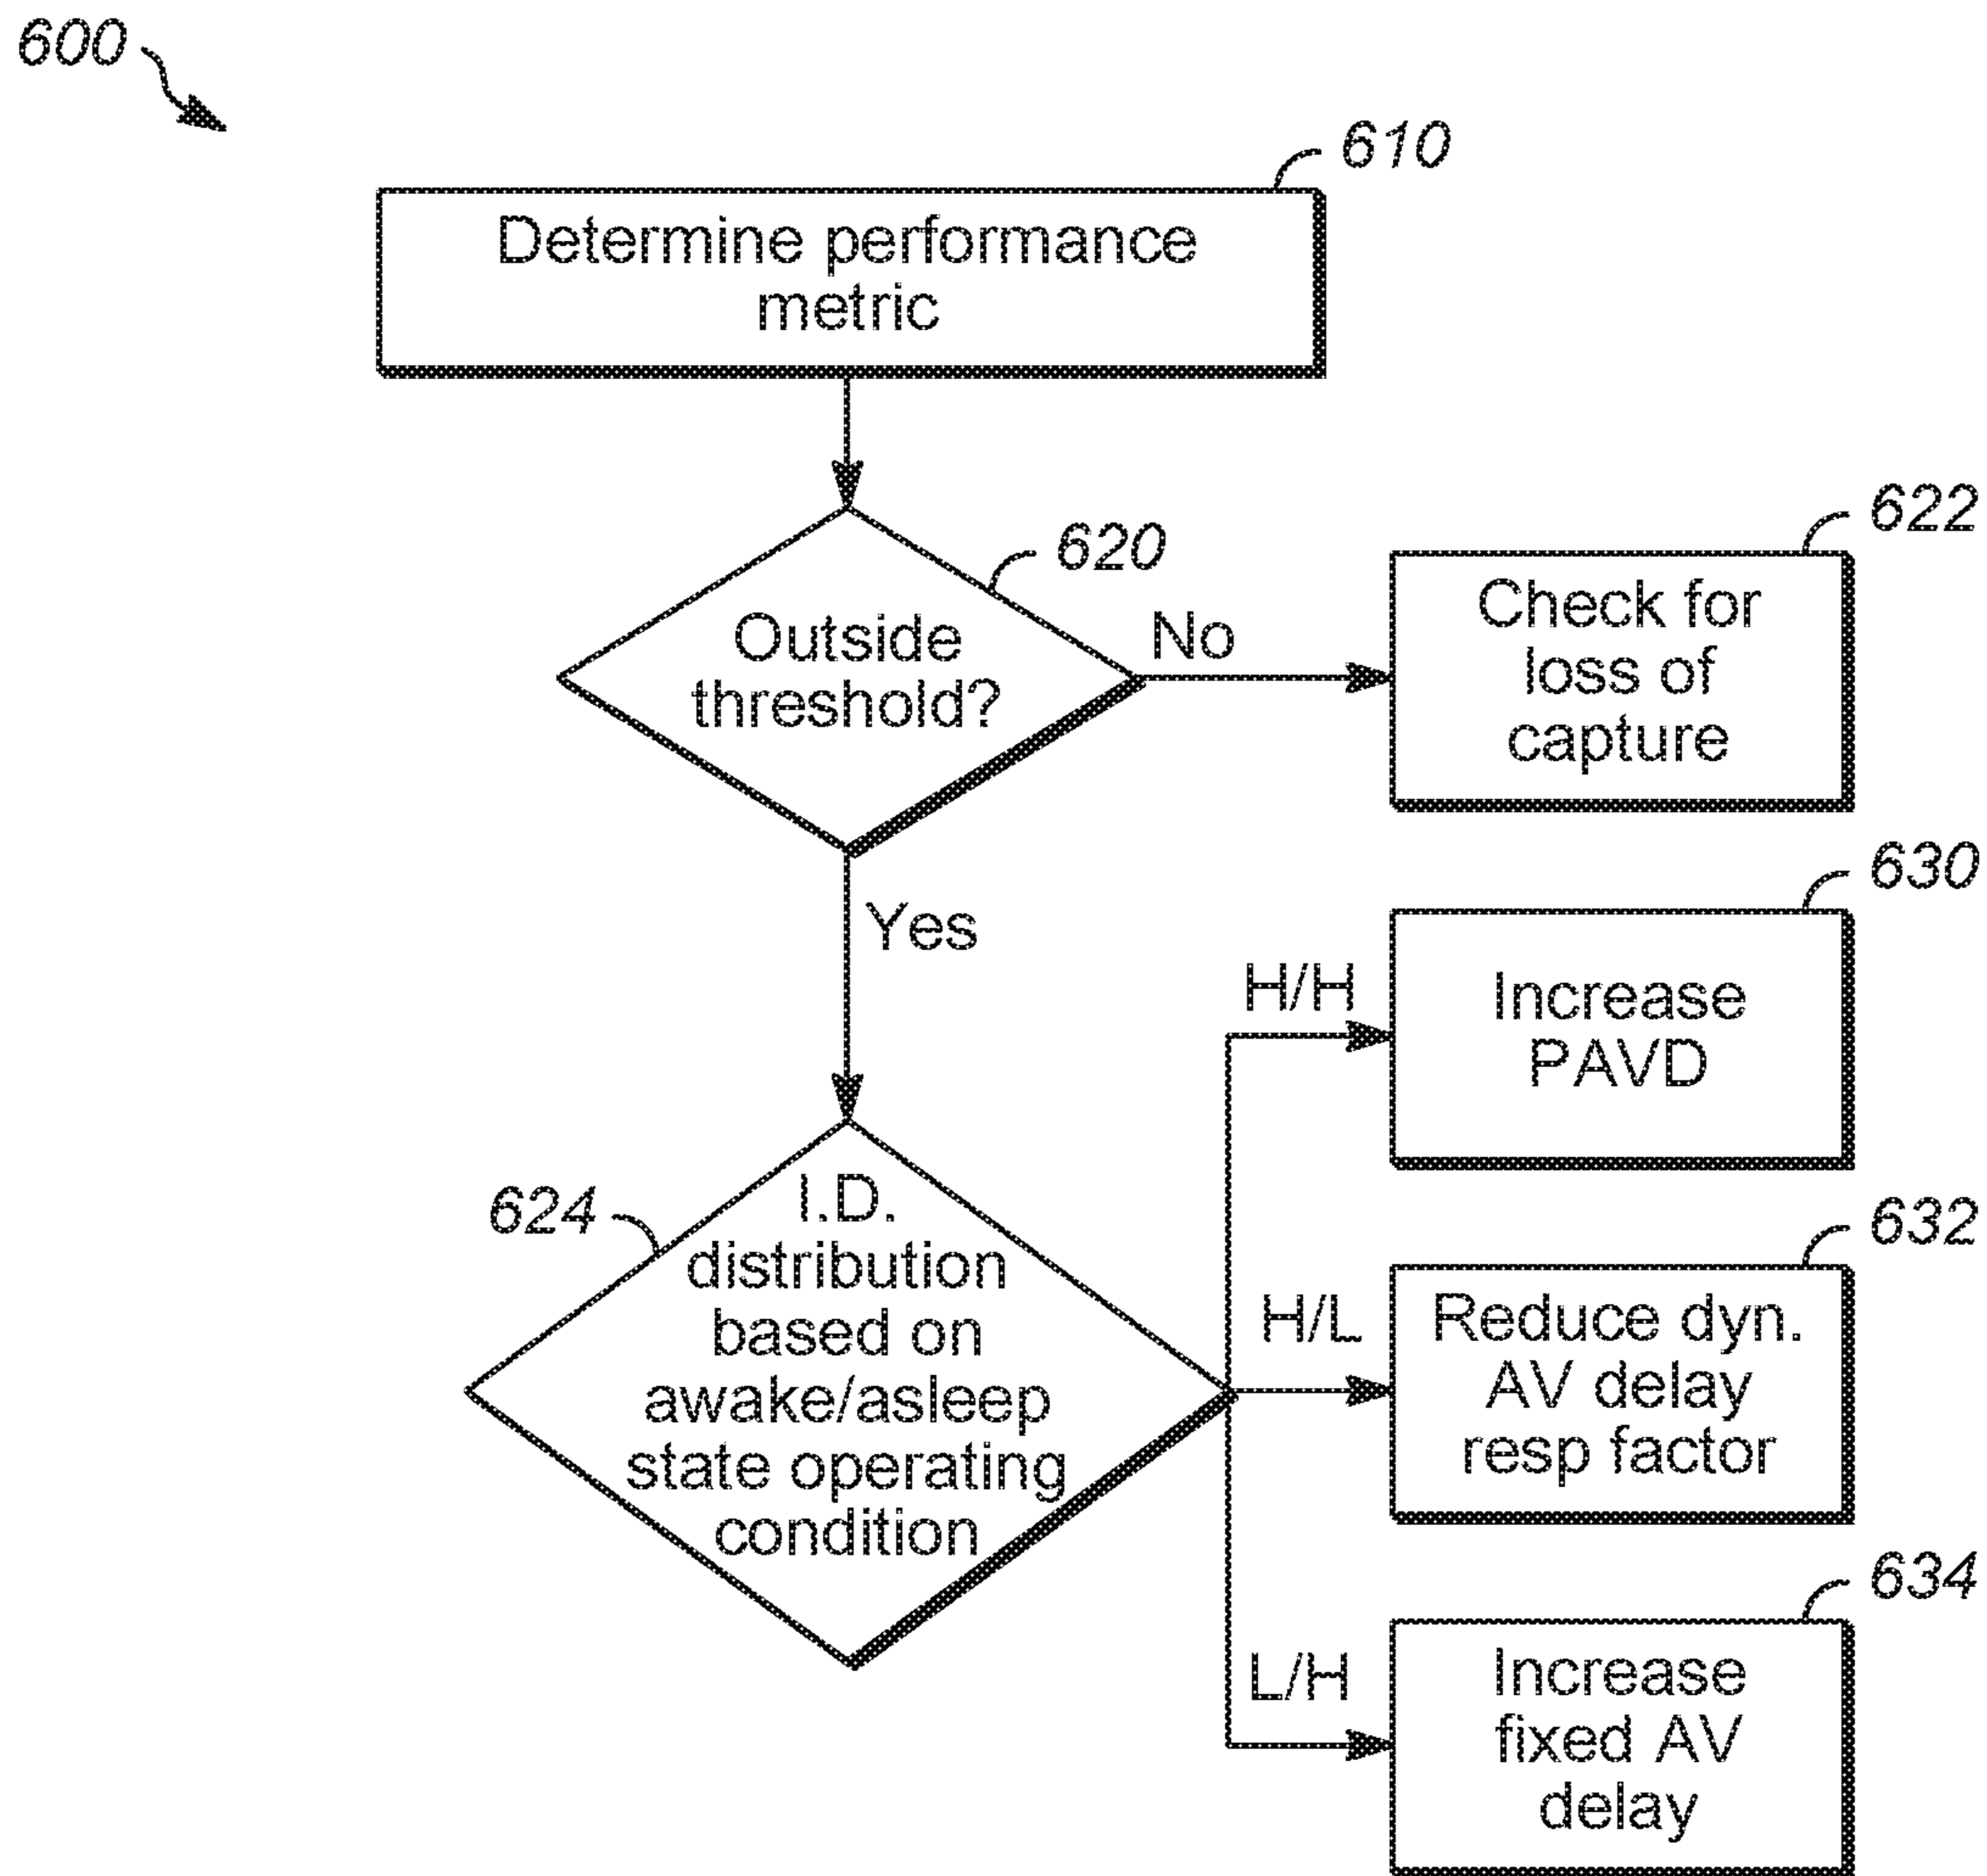 600
610
Determine performance
metric
620
Outside
threshold?
No
622
Check for
loss of
capture
Yes
624
I.D.
distribution
based on
awake/asleep
state operating
condition
H/H
630
Increase
PAVD
H/L
632
Reduce dyn.
AV delay
resp factor
L/H
634
Increase
fixed AV
delay